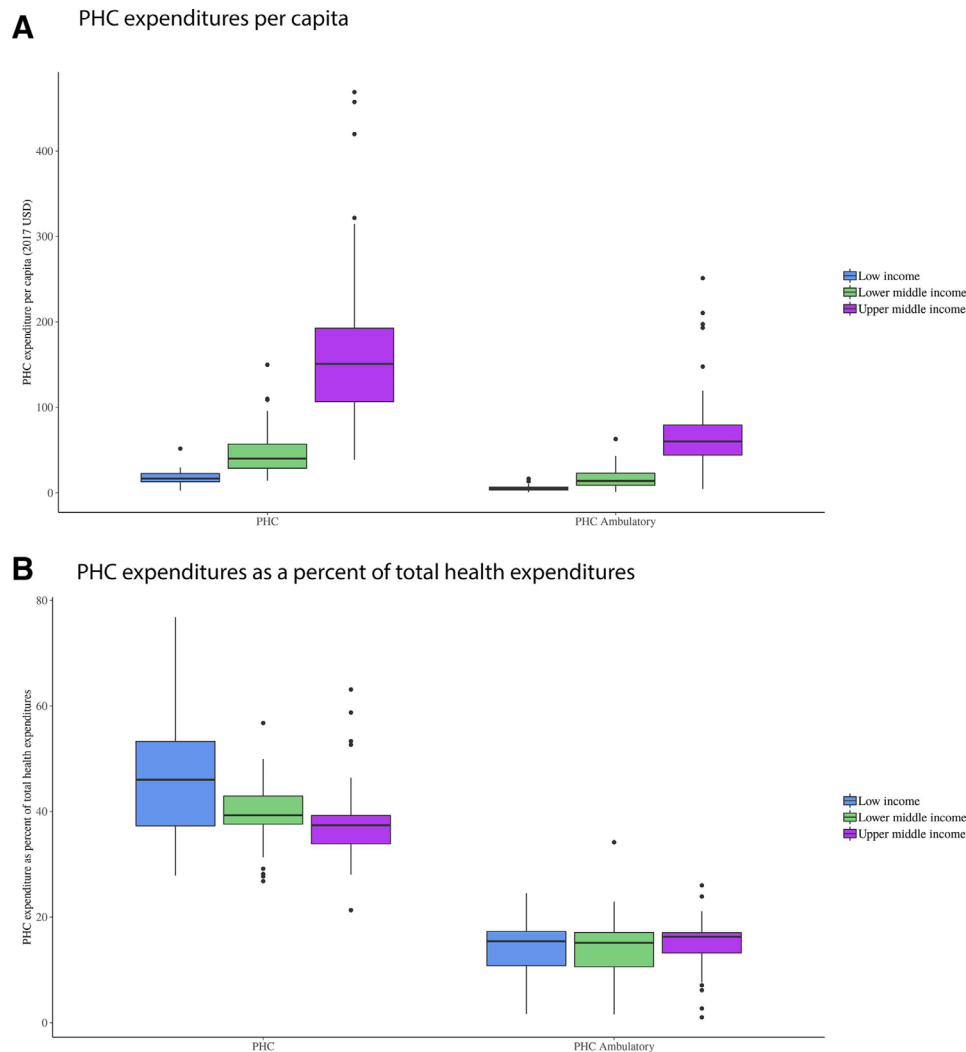 A
PHC expenditures per capita
PHC expenditure per capita (2017 USD)
400
300
200
100
0
PHC
PHC Ambulatory
Low income
Lower middle income
Upper middle income
B
PHC expenditures as a percent of total health expenditures
PHC expenditure as percent of total health expenditures
80
60
40
20
0
PHC
PHC Ambulatory
Low income
Lower middle income
Upper middle income